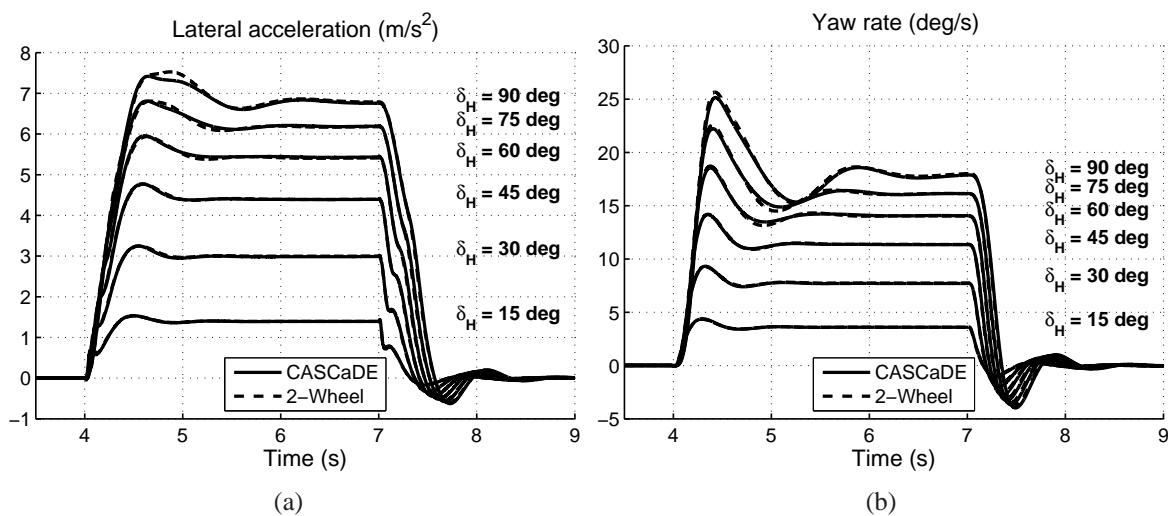 Lateral acceleration (m/s²)
8
7
6
5
4
3
2
1
0
−1
δH = 90 deg
δH = 75 deg
δH = 60 deg
δH = 45 deg
δH = 30 deg
δH = 15 deg
CASCaDE
2−Wheel
4 5 6 7 8 9
Time (s)
(a)
Yaw rate (deg/s)
30
25
20
15
10
5
0
−5
δH = 90 deg
δH = 75 deg
δH = 60 deg
δH = 45 deg
δH = 30 deg
δH = 15 deg
CASCaDE
2−Wheel
4 5 6 7 8 9
Time (s)
(b)